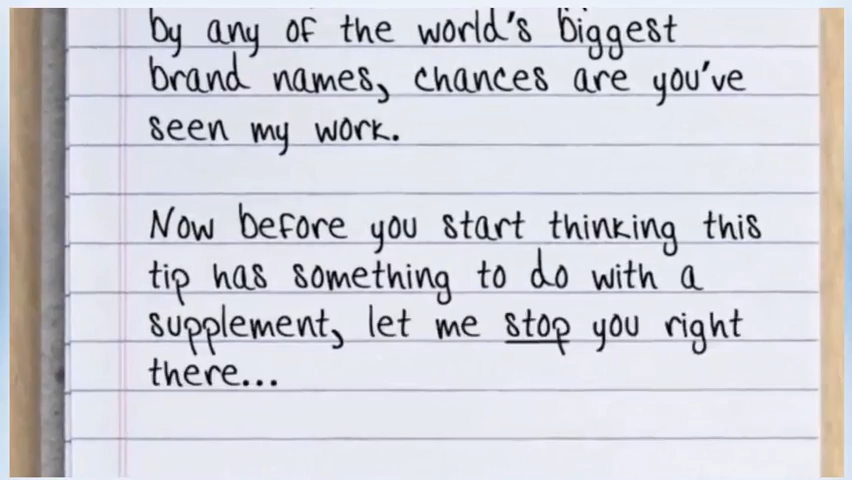 by any of the world's biggest
brand names, chances are you've
seen my work.
Now before you start thinking this
tip has something to do with a
supplement, let me stop you right
there...